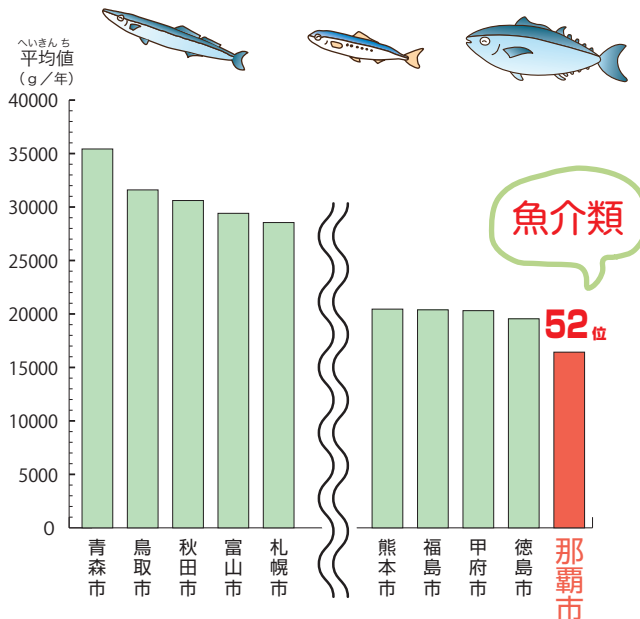 へいきんち
平均値
(g/年)
40000
35000
30000
25000
20000
15000
10000
5000
0
魚介類
52位
青森市
鳥取市
秋田市
富山市
札幌市
熊本市
福島市
甲府市
徳島市
那覇市